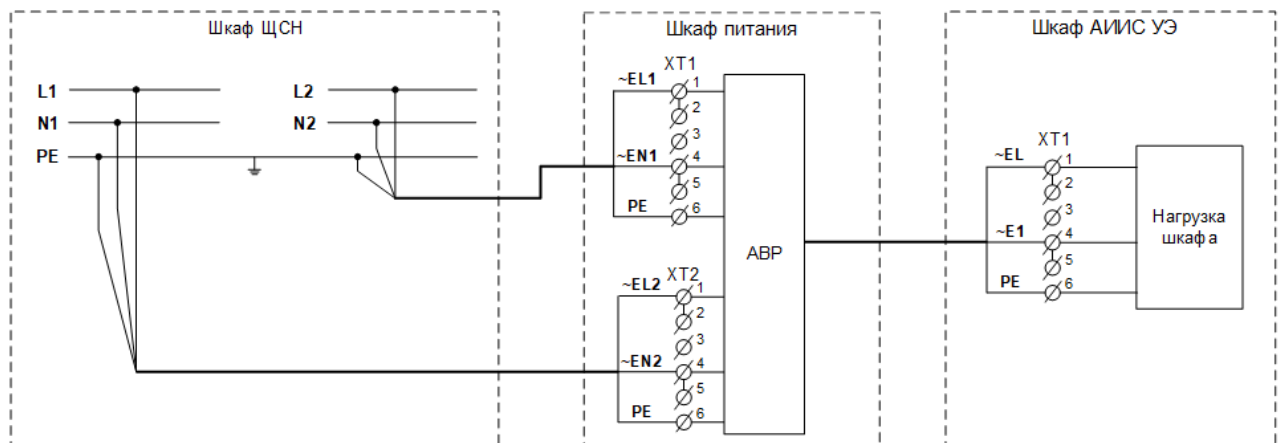 Шкаф ЩСН
L1
N1
PE
L2
N2
Шкаф питания
XT1
~EL1
1
2
3
~EN1
4
5
PE
6
XT2
~EL2
1
2
3
~EN2
4
5
PE
6
АВР
Шкаф АИИС УЭ
XT1
~EL
1
2
3
~E1
4
5
PE
6
Нагрузка
шкафа